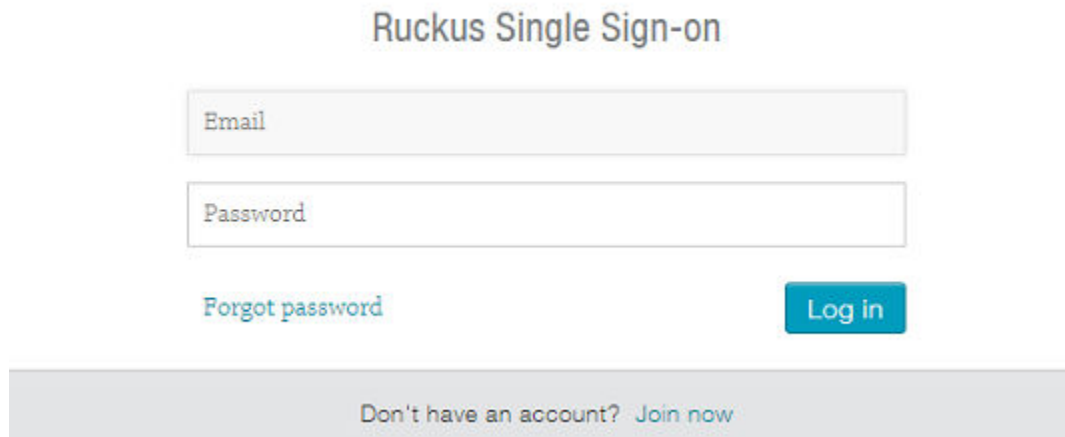 Ruckus Single Sign-on
Email
Password
Forgot password
Log in
Don't have an account? Join now